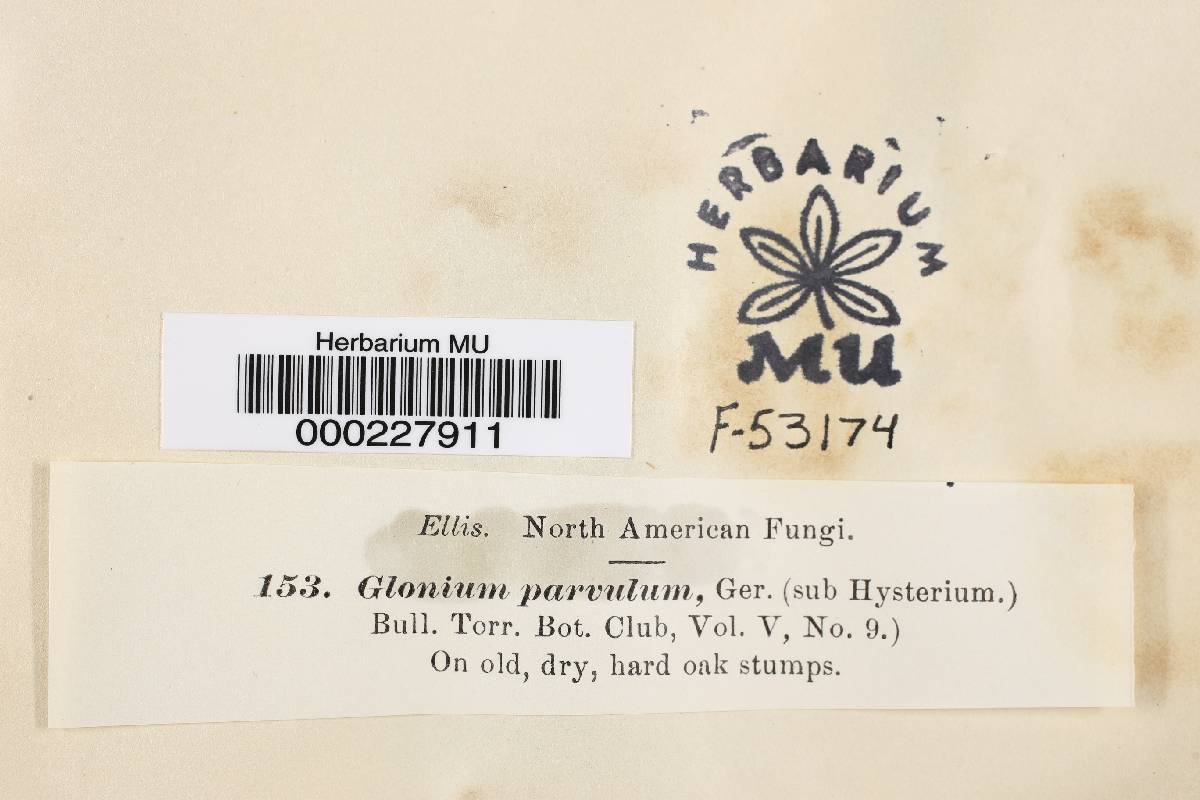 HERBARIUM
MU
F-53174
Herbarium MU
000227911
Ellis. North American Fungi.
153. Glonium parvulum, Ger. (sub Hysterium.)
Bull. Torr. Bot. Club, Vol. V, No. 9.)
On old, dry, hard oak stumps.